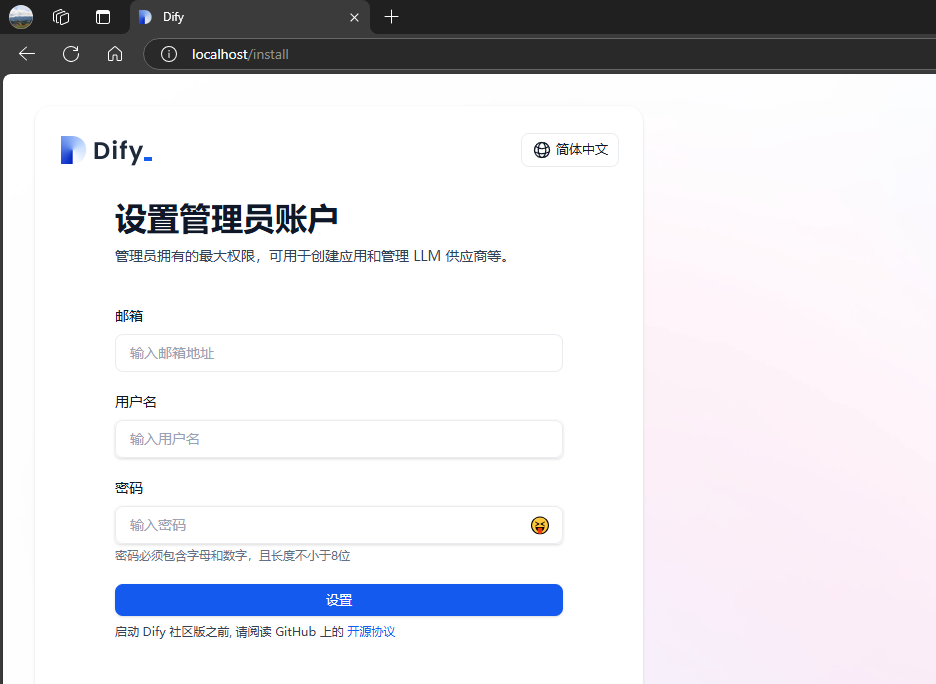 Dify
localhost/install
Dify_
简体中文
设置管理员账户
管理员拥有的最大权限，可用于创建应用和管理 LLM 供应商等。
邮箱
输入邮箱地址
用户名
输入用户名
密码
输入密码
密码必须包含字母和数字，且长度不小于8位
设置
启动 Dify 社区版之前, 请阅读 GitHub 上的 开源协议